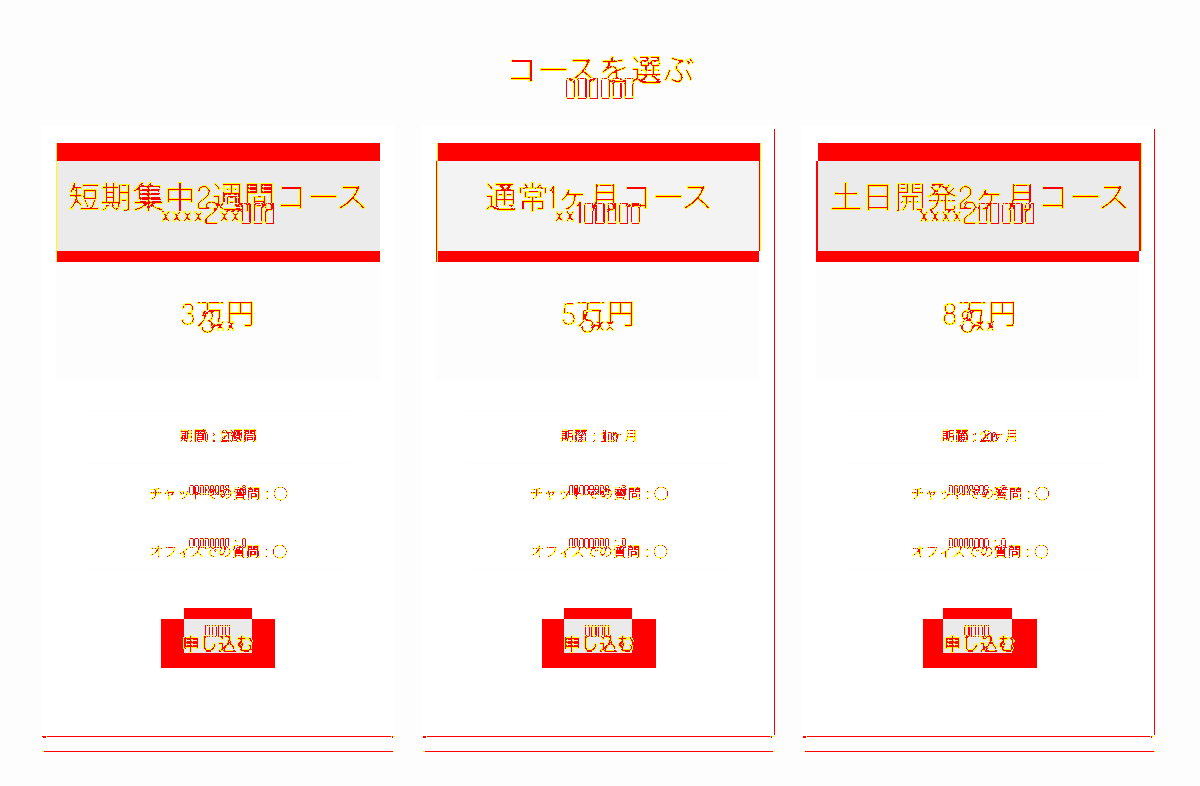 コースを選ぶ
短期集中2週間コース
3万円
期間：2週間
チャットでの質問：◯
オフィスでの質問：◯
申し込む
通常1ヶ月コース
5万円
期間：1ヶ月
チャットでの質問：◯
オフィスでの質問：◯
申し込む
土日開発2ヶ月コース
8万円
期間：2ヶ月
チャットでの質問：◯
オフィスでの質問：◯
申し込む